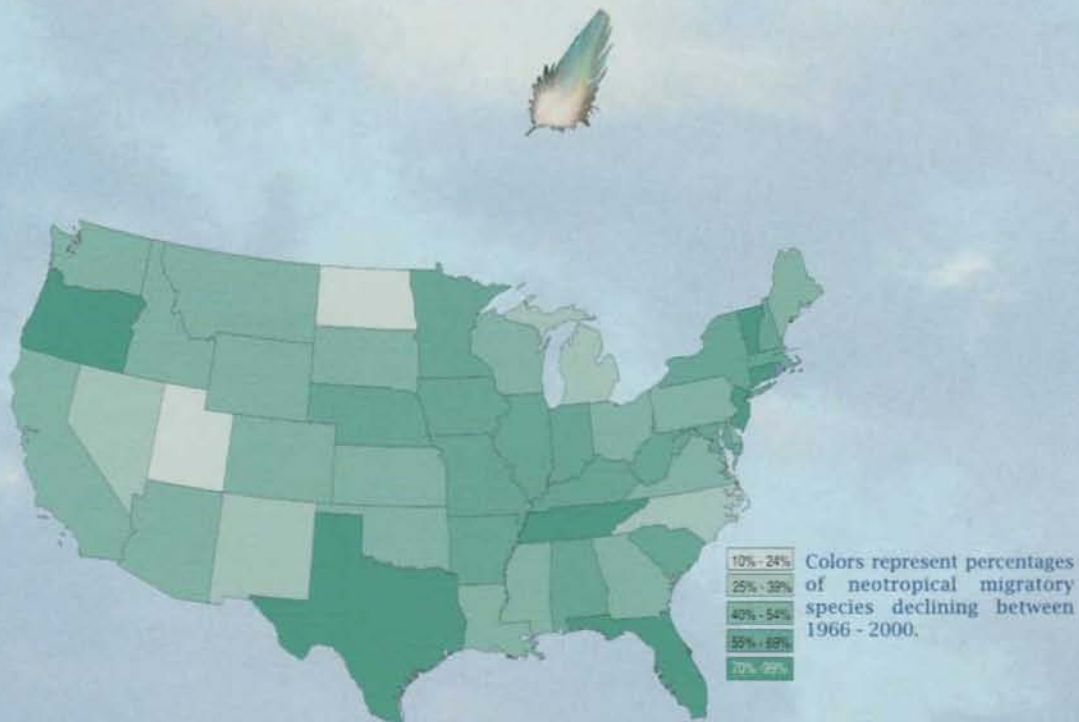 10% - 24%
25% - 39%
40% - 54%
55% - 69%
70% -99%
Colors represent percentages
of neotropical migratory
species declining between
1966 - 2000.